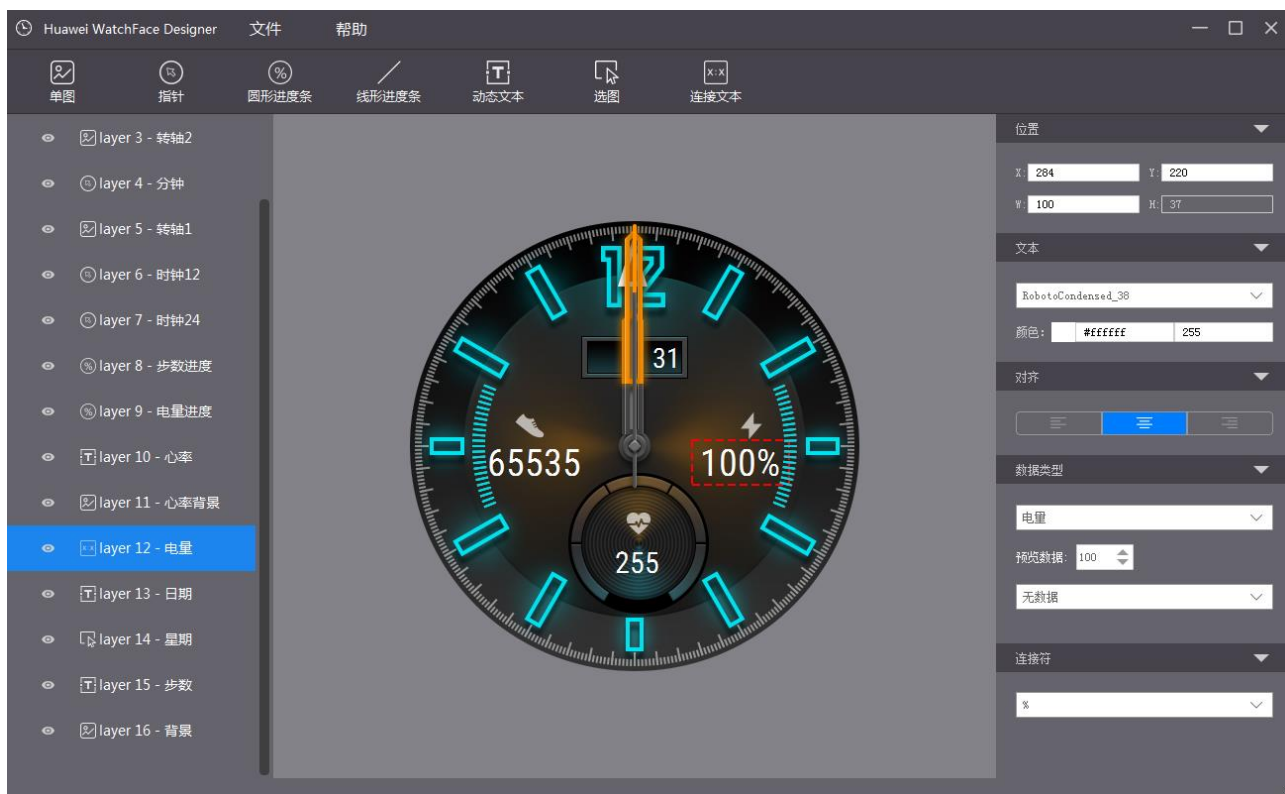 Huawei WatchFace Designer 文件 帮助
单图 指针 圆形进度条 线形进度条 动态文本 选图 连接文本
layer 3 - 转轴2
layer 4 - 分钟
layer 5 - 转轴1
layer 6 - 时钟12
layer 7 - 时钟24
layer 8 - 步数进度
layer 9 - 电量进度
layer 10 - 心率
layer 11 - 心率背景
layer 12 - 电量
layer 13 - 日期
layer 14 - 星期
layer 15 - 步数
layer 16 - 背景
12
31
65535
100%
255
位置
X: 284 Y: 220
W: 100 H: 37
文本
RobotoCondensed_38
颜色: #ffffff 255
对齐
数据类型
电量
预览数据: 100
无数据
连接符
%